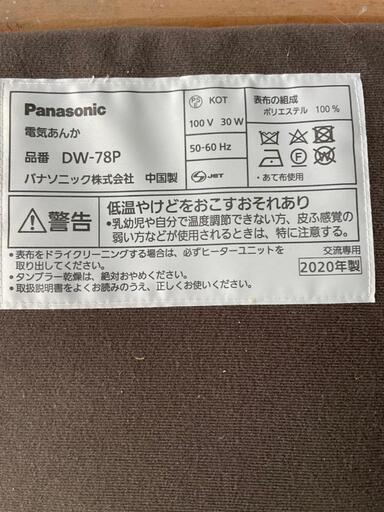 Panasonic
電気あんか
品番 DW-78P
パナソニック株式会社 中国製
PS E KOT
100 V 30 W
50-60 Hz
S JET
表布の組成
ポリエステル 100 %
F
・あて布使用
警告
低温やけどをおこすおそれあり
・乳幼児や自分で温度調節できない方、皮ふ感覚の
弱い方などが使用されるときは、特に注意する。
・表布をドライクリーニングする場合は、必ずヒーターユニットを
取り出してください。
交流専用
・タンブラー乾燥は、絶対おやめください。
2020年製
・取扱説明書をよくお読みのうえ、正しくお使いください。